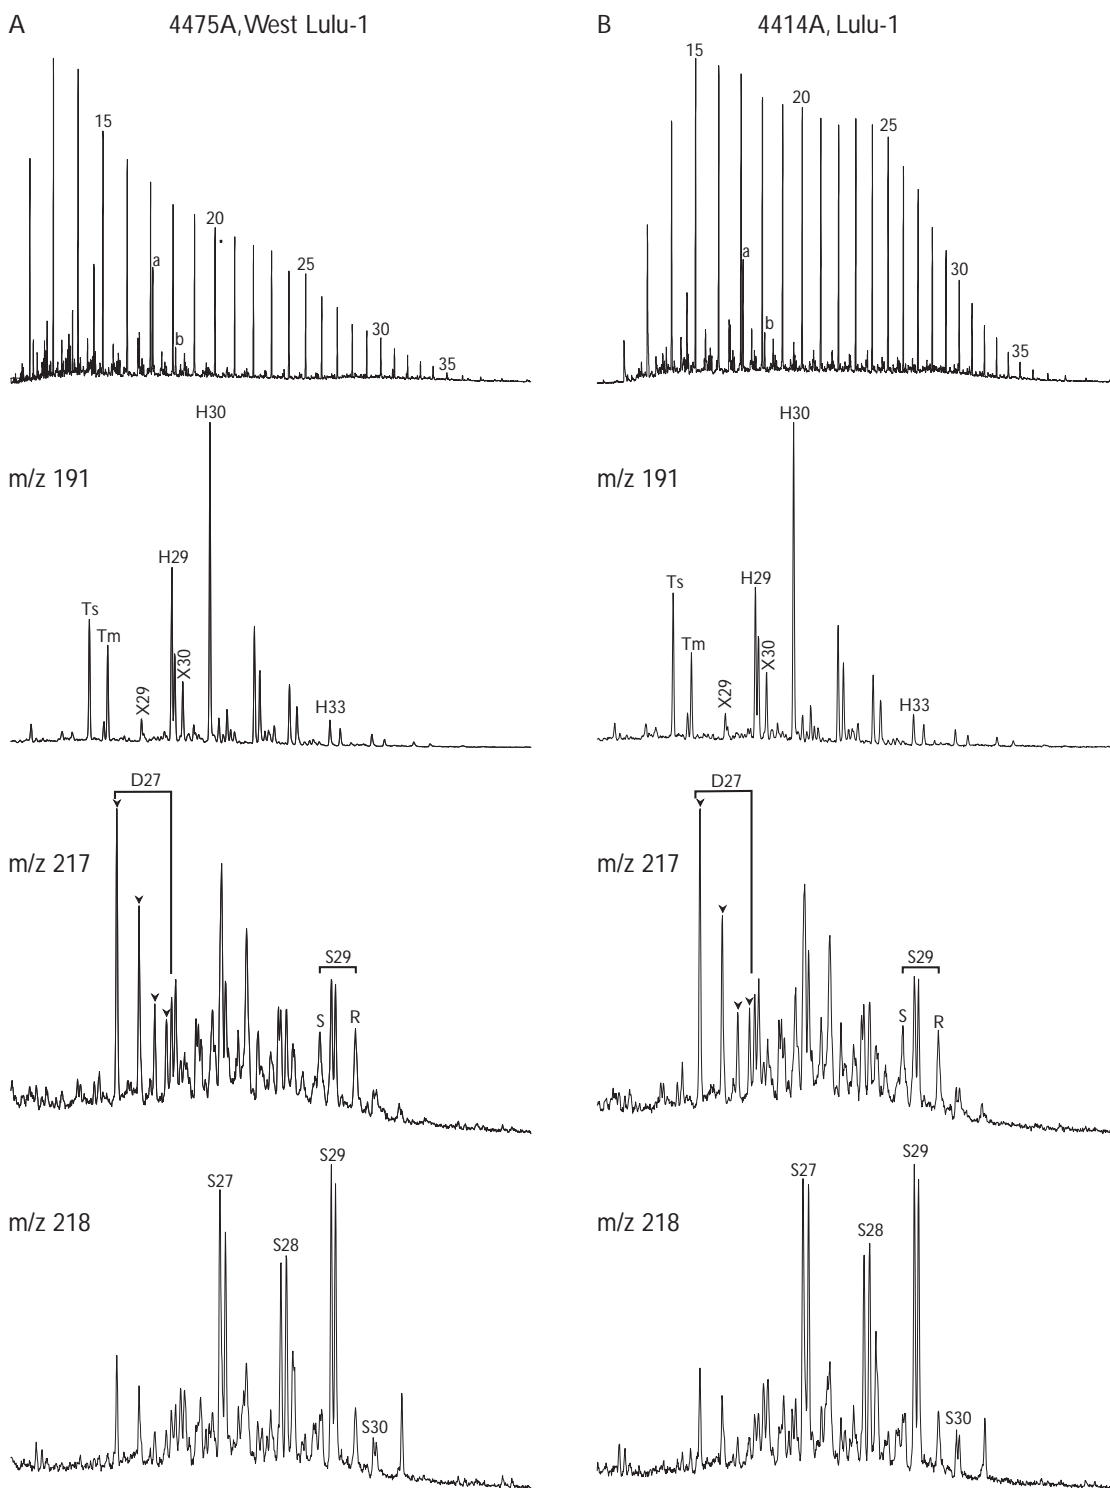 A 4475A, West Lulu-1
15
20
a
25
b
30
35
m/z 191
H30
H29
Ts
Tm
X29
X30
H33
m/z 217
D27
S29
S
R
m/z 218
S27
S28
S29
S30
B 4414A, Lulu-1
15
20
25
a
30
b
35
m/z 191
H30
H29
Ts
Tm
X29
X30
H33
m/z 217
D27
S29
S
R
m/z 218
S27
S28
S29
S30